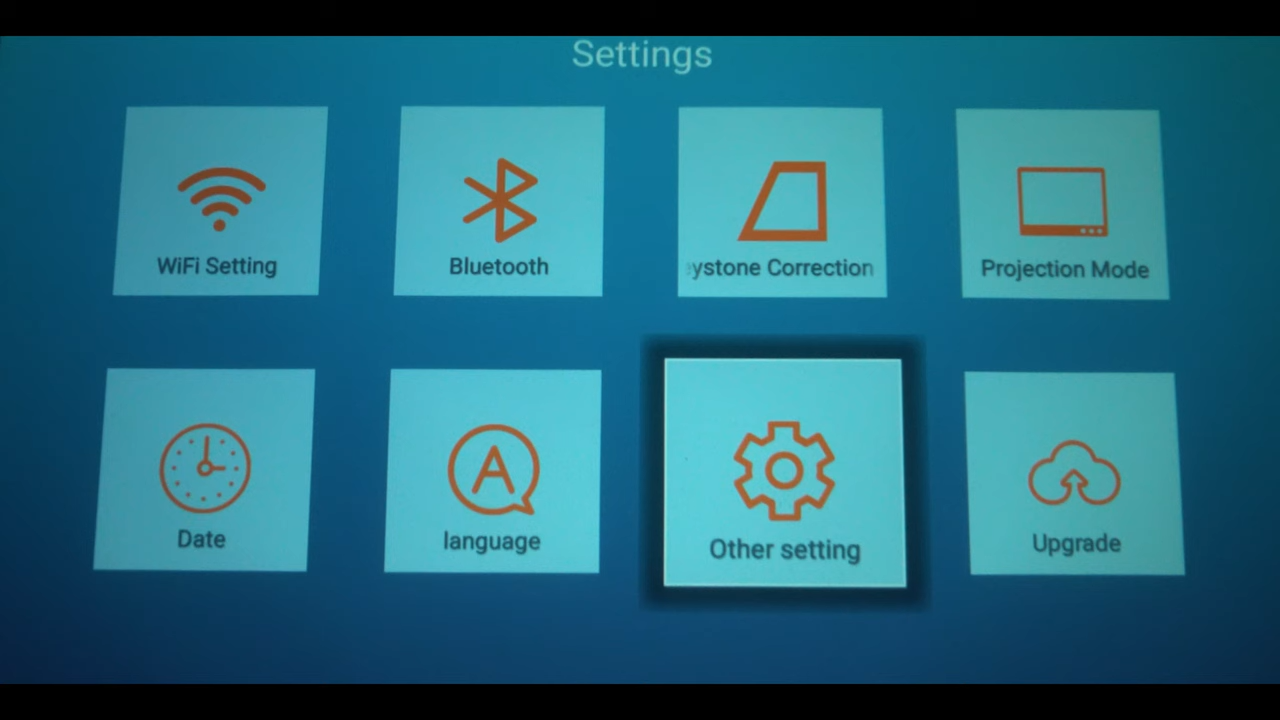 Settings
WiFi Setting
Bluetooth
ystone Correction
Projection Mode
Date
language
Other setting
Upgrade